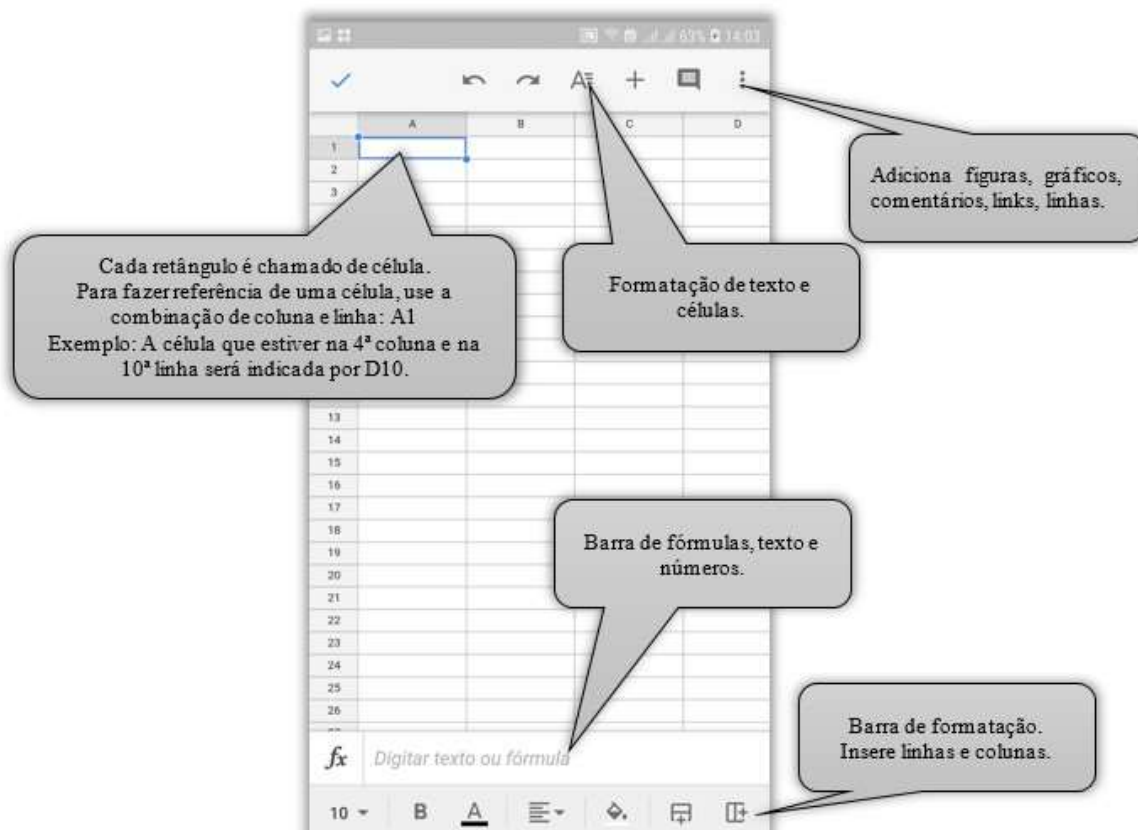 69% 14:03
A B C D
1
2
3
Adiciona figuras, gráficos,
comentários, links, linhas.
Cada retângulo é chamado de célula.
Para fazer referência de uma célula, use a
combinação de coluna e linha: A1
Exemplo: A célula que estiver na 4ª coluna e na
10ª linha será indicada por D10.
Formatação de texto e
células.
13
14
15
16
17
18
19
20
21
22
23
24
25
26
Barra de fórmulas, texto e
números.
fx Digitar texto ou fórmula
Barra de formatação.
Insere linhas e colunas.
10 B A